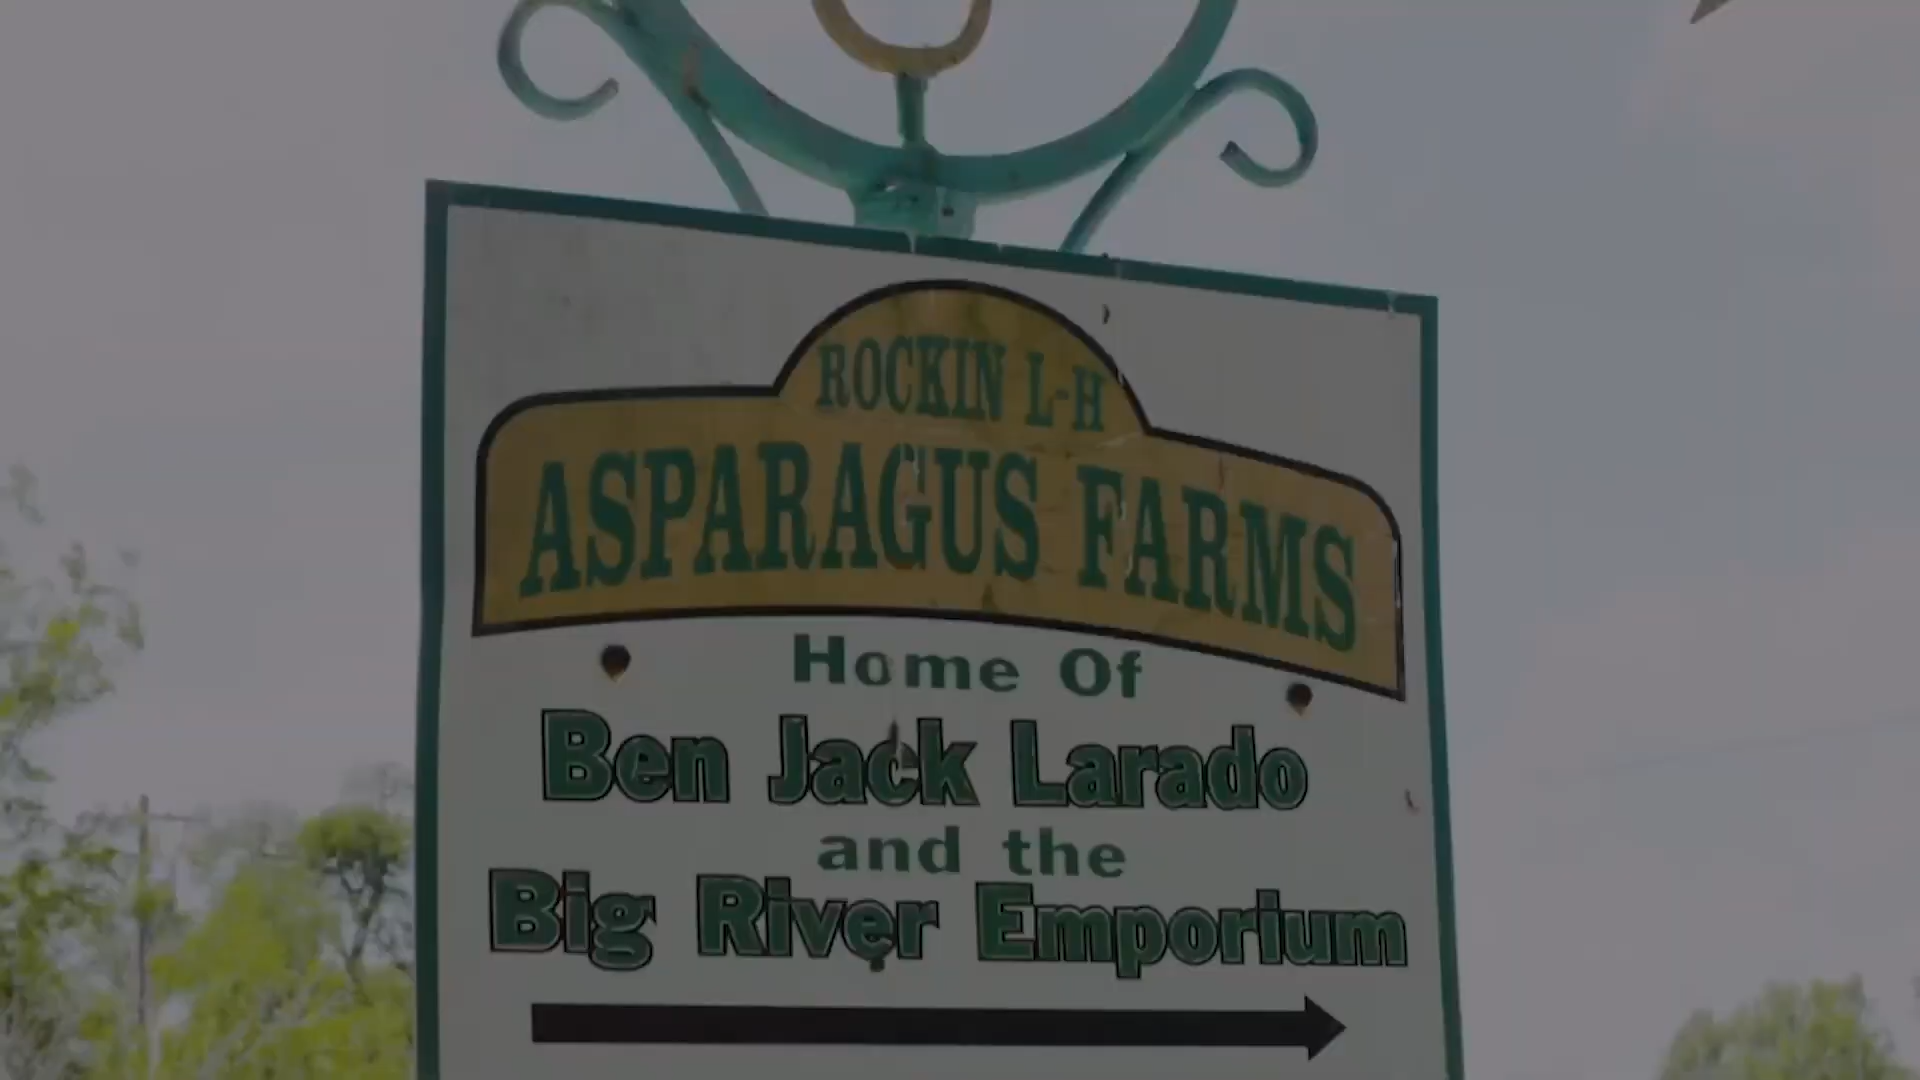 ROCKIN L-H
ASPARAGUS FARMS
Home Of
Ben Jack Larado
and the
Big River Emporium